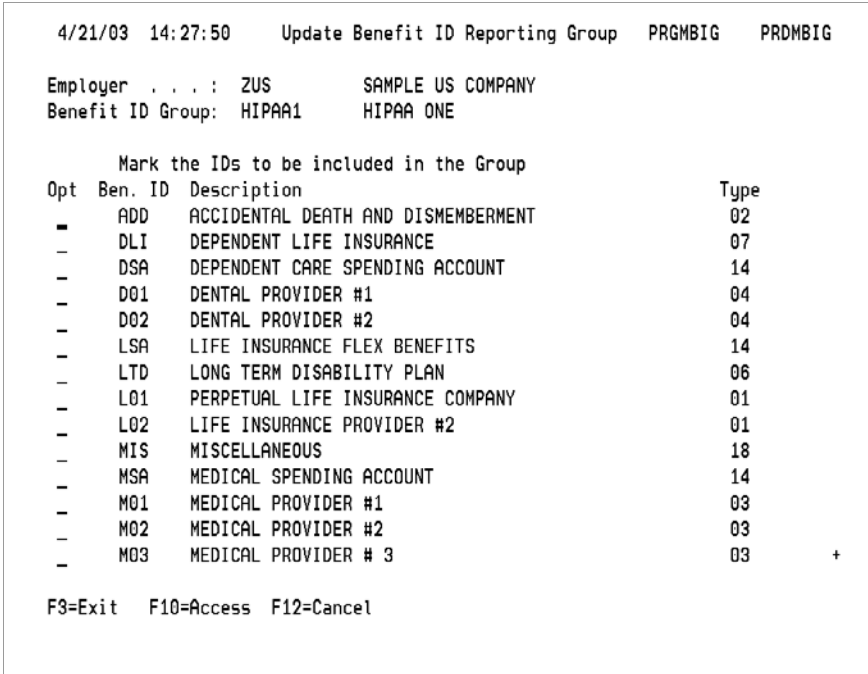 4/21/03 14:27:50 Update Benefit ID Reporting Group PRGMBIG PRDMBIG
Employer . . . : ZUS SAMPLE US COMPANY
Benefit ID Group: HIPAA1 HIPAA ONE
Mark the IDs to be included in the Group
Opt Ben. ID Description Type
_ ADD ACCIDENTAL DEATH AND DISMEMBERMENT 02
_ DLI DEPENDENT LIFE INSURANCE 07
_ DSA DEPENDENT CARE SPENDING ACCOUNT 14
_ D01 DENTAL PROVIDER #1 04
_ D02 DENTAL PROVIDER #2 04
_ LSA LIFE INSURANCE FLEX BENEFITS 14
_ LTD LONG TERM DISABILITY PLAN 06
_ L01 PERPETUAL LIFE INSURANCE COMPANY 01
_ L02 LIFE INSURANCE PROVIDER #2 01
_ MIS MISCELLANEOUS 18
_ MSA MEDICAL SPENDING ACCOUNT 14
_ M01 MEDICAL PROVIDER #1 03
_ M02 MEDICAL PROVIDER #2 03
_ M03 MEDICAL PROVIDER # 3 03 +
F3=Exit F10=Access F12=Cancel